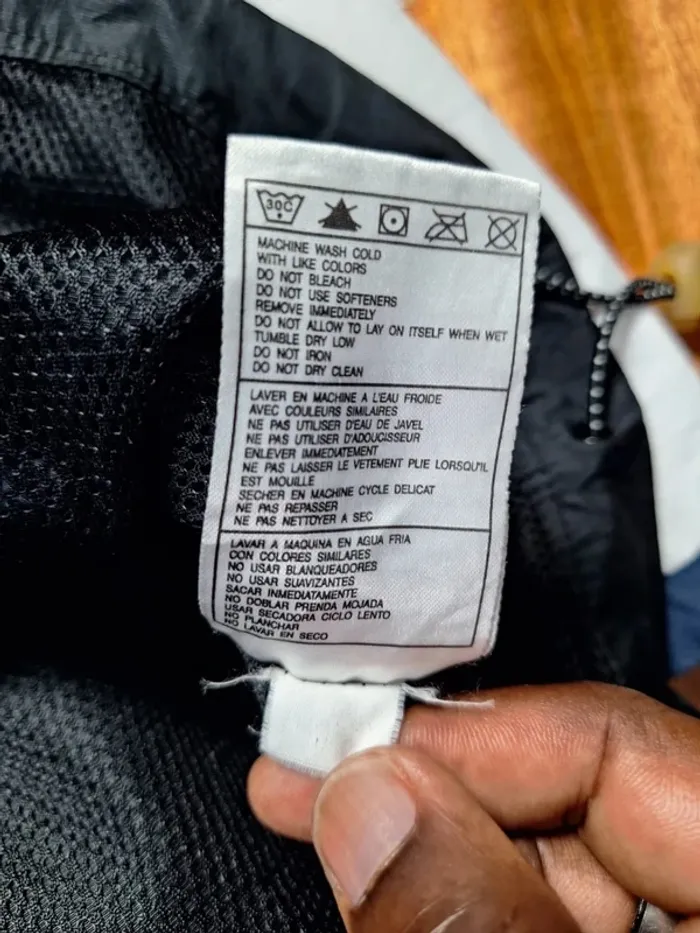 30C
MACHINE WASH COLD
WITH LIKE COLORS
DO NOT BLEACH
DO NOT USE SOFTENERS
REMOVE IMMEDIATELY
DO NOT ALLOW TO LAY ON ITSELF WHEN WET
TUMBLE DRY LOW
DO NOT IRON
DO NOT DRY CLEAN
LAVER EN MACHINE A L'EAU FROIDE
AVEC COULEURS SIMILAIRES
NE PAS UTILISER D'EAU DE JAVEL
NE PAS UTILISER D'ADOUCISSEUR
ENLEVER IMMEDIATEMENT
NE PAS LAISSER LE VETEMENT PLIE LORSQU'IL
EST MOUILLE
SECHER EN MACHINE CYCLE DELICAT
NE PAS REPASSER
NE PAS NETTOYER A SEC
LAVAR A MAQUINA EN AGUA FRIA
CON COLORES SIMILARES
NO USAR BLANQUEADORES
NO USAR SUAVIZANTES
SACAR INMEDIATAMENTE
NO DOBLAR PRENDA MOJADA
USAR SECADORA CICLO LENTO
NO PLANCHAR
NO LAVAR EN SECO